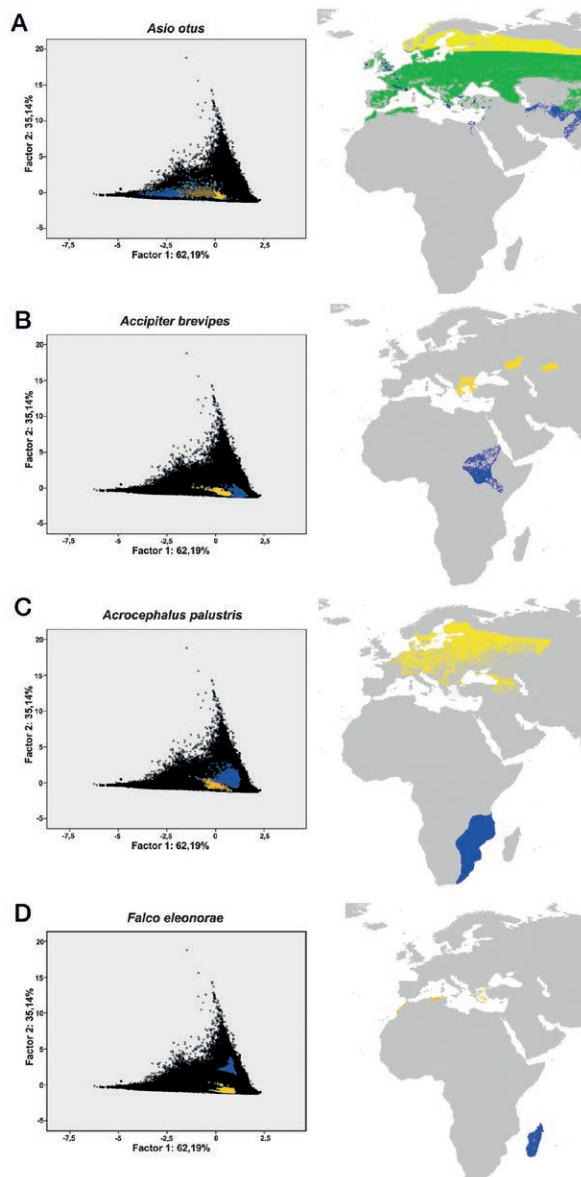 A
Asio otus
Factor 2: 35,14%
20
15
10
5
0
-5
-7,5
-5
-2,5
0
2,5
Factor 1: 62,19%
B
Accipiter brevipes
Factor 2: 35,14%
20
15
10
5
0
-5
-7,5
-5
-2,5
0
2,5
Factor 1: 62,19%
C
Acrocephalus palustris
Factor 2: 35,14%
20
15
10
5
0
-5
-7,5
-5
-2,5
0
2,5
Factor 1: 62,19%
D
Falco eleonorae
Factor 2: 35,14%
20
15
10
5
0
-5
-7,5
-5
-2,5
0
2,5
Factor 1: 62,19%